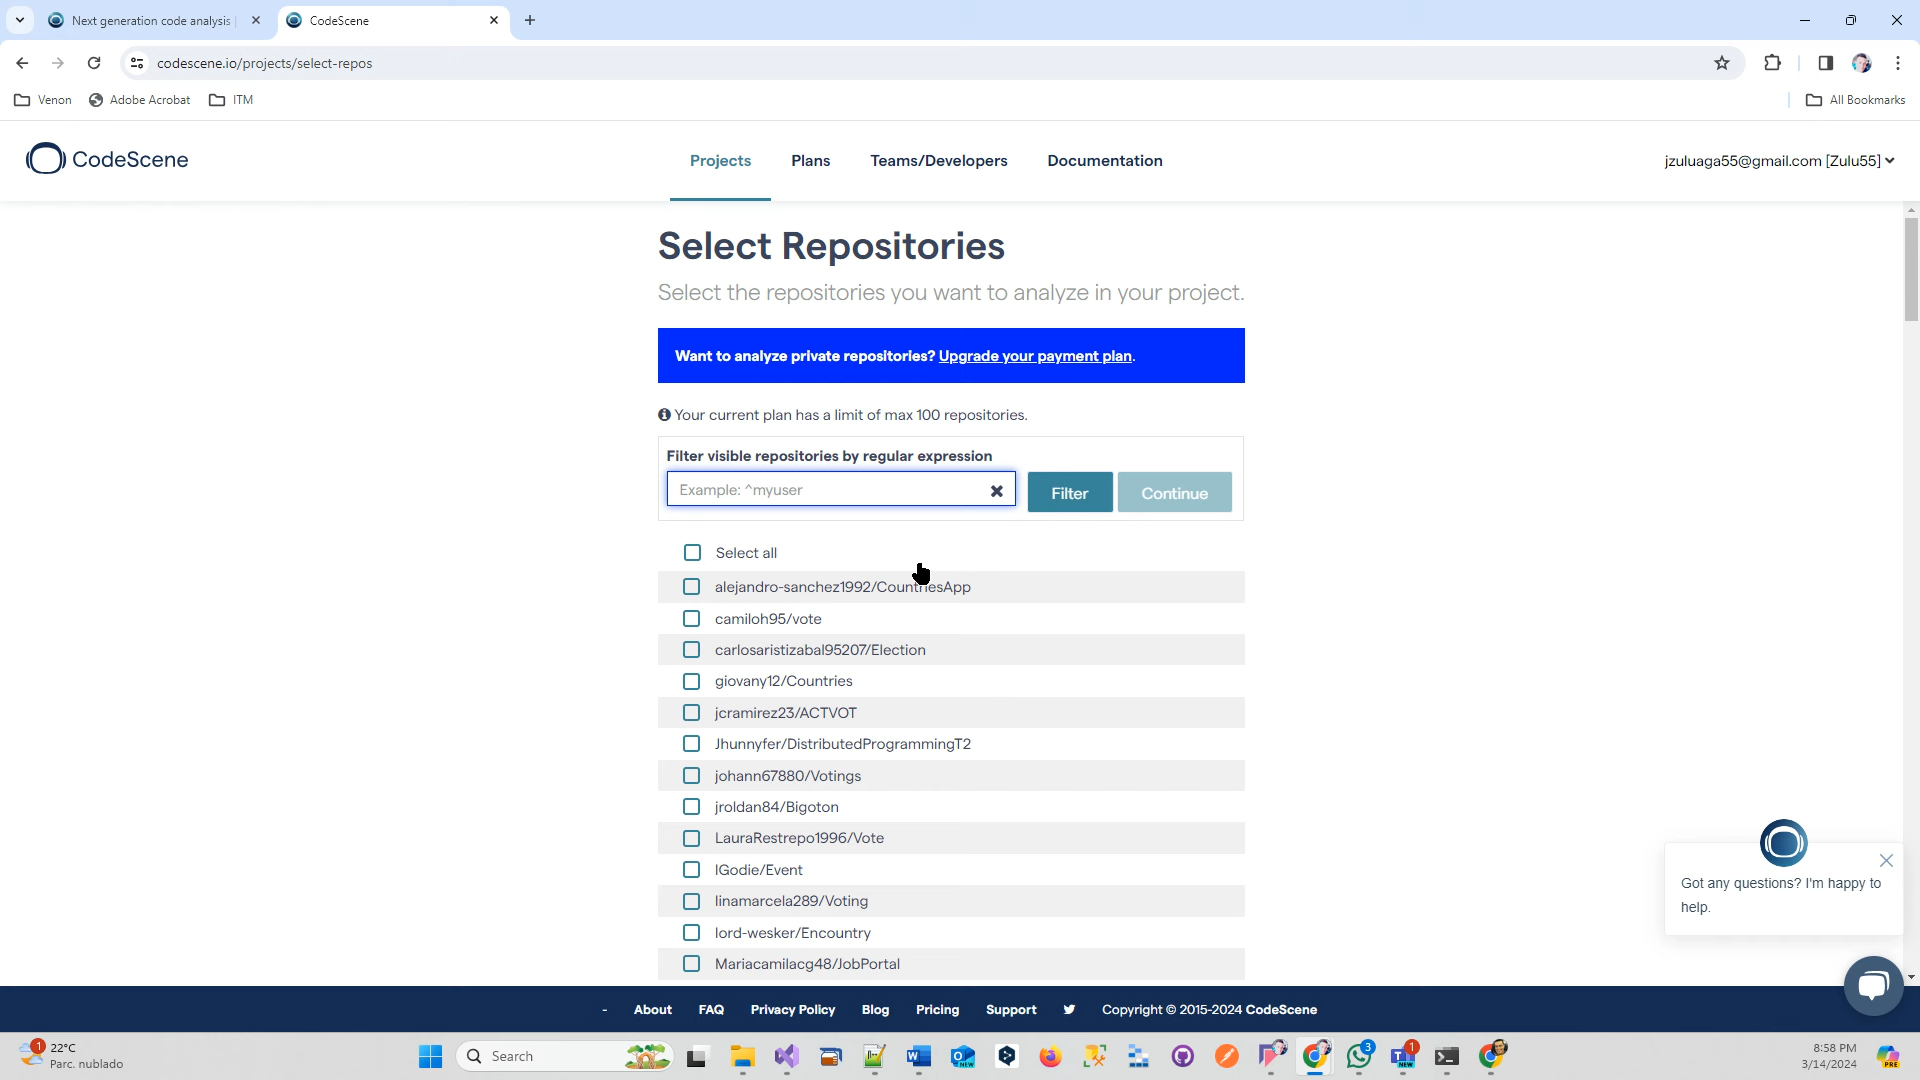 Next generation code analysis
CodeScene
codescene.io/projects/select-repos
Venon
Adobe Acrobat
ITM
All Bookmarks
CodeScene
Projects
Plans
Teams/Developers
Documentation
jzuluaga55@gmail.com [Zulu55]
Select Repositories
Select the repositories you want to analyze in your project.
Want to analyze private repositories? Upgrade your payment plan.
Your current plan has a limit of max 100 repositories.
Filter visible repositories by regular expression
Example: ^myuser
Filter
Continue
Select all
alejandro-sanchez1992/CountriesApp
camiloh95/vote
carlosaristizabal95207/Election
giovany12/Countries
jcramirez23/ACTVOT
Jhunnyfer/DistributedProgrammingT2
johann67880/Votings
jroldan84/Bigoton
LauraRestrepo1996/Vote
lGodie/Event
linamarcela289/Voting
lord-wesker/Encountry
Mariacamilacg48/JobPortal
Got any questions? I'm happy to
help.
- About FAQ Privacy Policy Blog Pricing Support Copyright © 2015-2024 CodeScene
1
22°C
Parc. nublado
Search
NEW
3
1
NEW
8:58 PM
3/14/2024
PRE